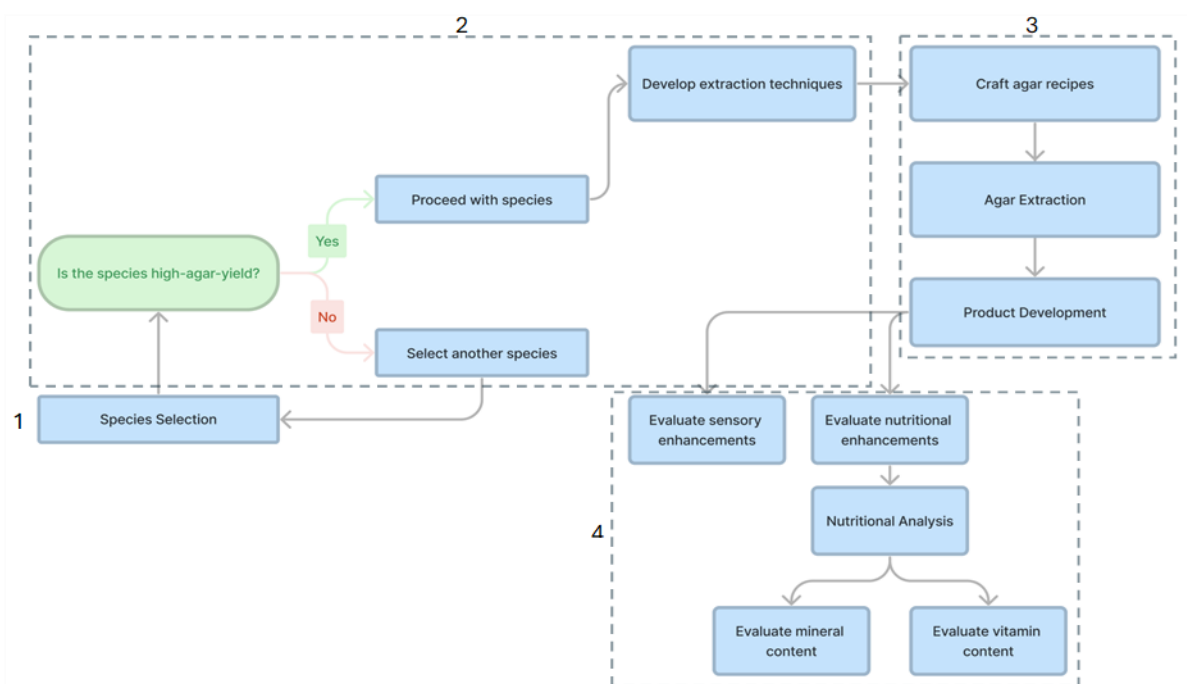 2
3
Develop extraction techniques
Craft agar recipes
Proceed with species
Agar Extraction
Yes
Is the species high-agar-yield?
No
Product Development
Select another species
1
Species Selection
Evaluate sensory
enhancements
Evaluate nutritional
enhancements
4
Nutritional Analysis
Evaluate mineral
content
Evaluate vitamin
content